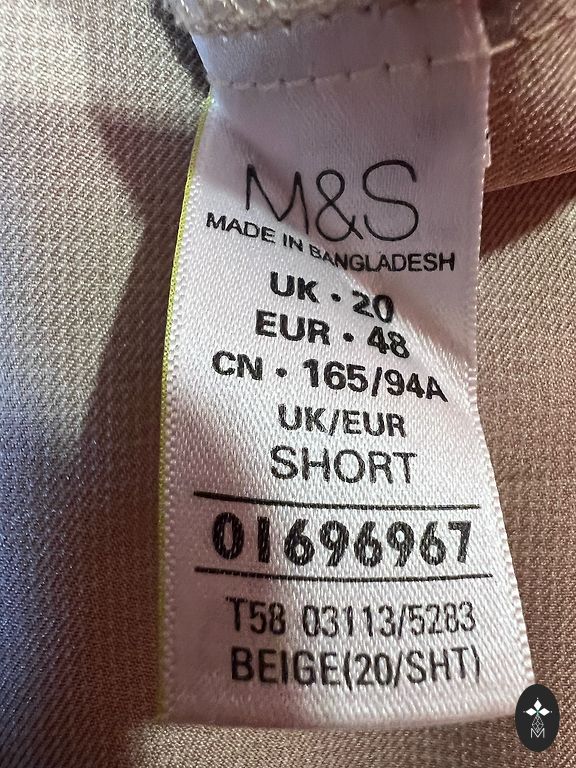 M&S
MADE IN BANGLADESH
UK · 20
EUR · 48
CN · 165/94A
UK/EUR
SHORT
01696967
T58 03113/5283
BEIGE(20/SHT)
M